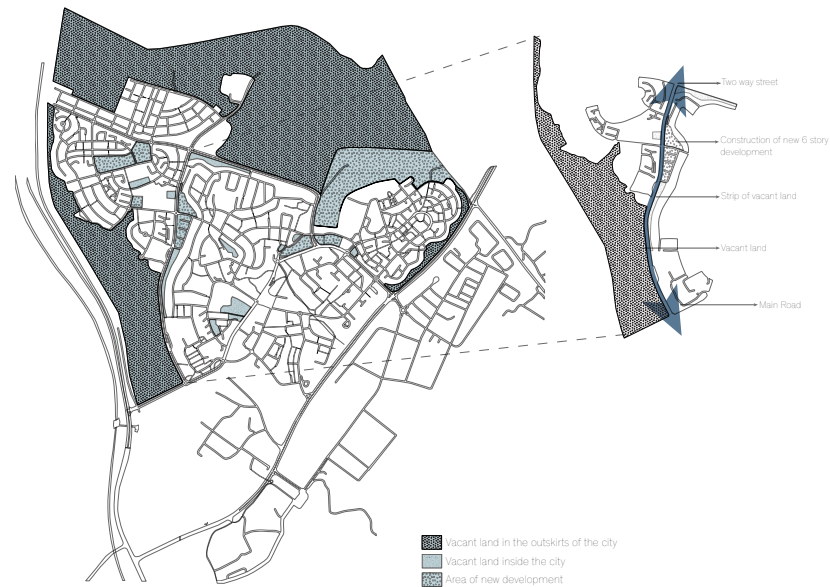 Two way street
Construction of new 6 story
development
Strip of vacant land
Vacant land
Main Road
Vacant land in the outskirts of the city
Vacant land inside the city
Area of new development